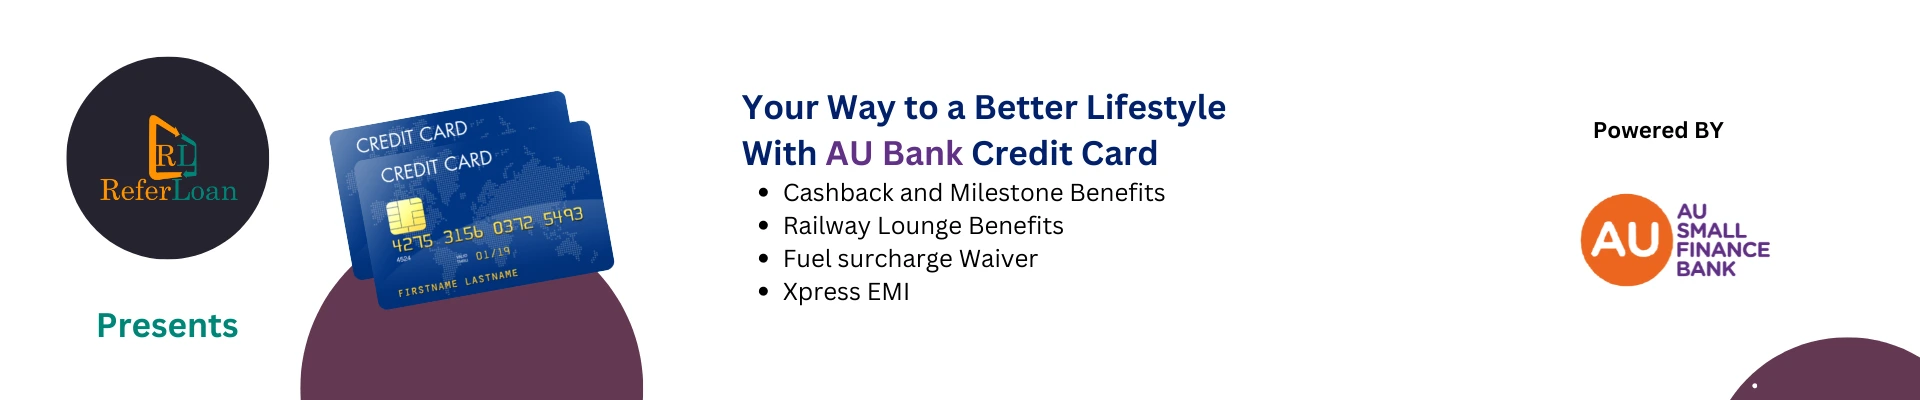 RL
ReferLoan
Presents
CREDIT CARD
CREDIT CARD
4275 3156 0372 5493
4524
01/19
FIRSTNAME LASTNAME
Your Way to a Better Lifestyle
With AU Bank Credit Card
• Cashback and Milestone Benefits
• Railway Lounge Benefits
• Fuel surcharge Waiver
• Xpress EMI
Powered BY
AU
AU
SMALL
FINANCE
BANK